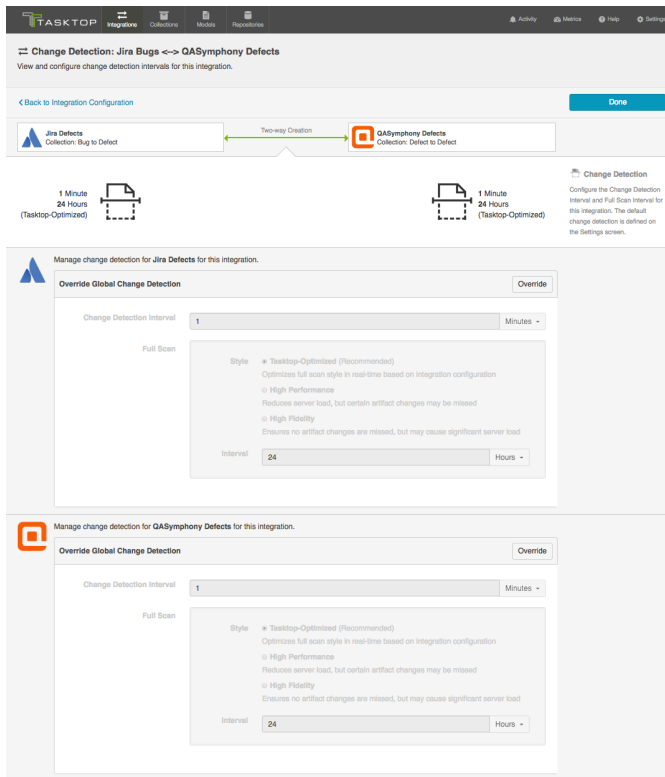 TASKTOP
Integrations
Collections
Models
Repositories
Activity
Metrics
Help
Settings
Change Detection: Jira Bugs <--> QASymphony Defects
View and configure change detection intervals for this integration.
Back to Integration Configuration
Done
Jira Defects
Collection: Bug to Defect
Two-way Creation
QASymphony Defects
Collection: Defect to Defect
1 Minute
24 Hours
(Tasktop-Optimized)
1 Minute
24 Hours
(Tasktop-Optimized)
Change Detection
Configure the Change Detection
Interval and Full Scan Interval for
this integration. The default
change detection is defined on
the Settings screen.
Manage change detection for Jira Defects for this integration.
Override Global Change Detection
Override
Change Detection Interval
1
Minutes
Full Scan
Style
Tasktop-Optimized (Recommended)
Optimizes full scan style in real-time based on integration configuration
High Performance
Reduces server load, but certain artifact changes may be missed
High Fidelity
Ensures no artifact changes are missed, but may cause significant server load
Interval
24
Hours
Manage change detection for QASymphony Defects for this integration.
Override Global Change Detection
Override
Change Detection Interval
1
Minutes
Full Scan
Style
Tasktop-Optimized (Recommended)
Optimizes full scan style in real-time based on integration configuration
High Performance
Reduces server load, but certain artifact changes may be missed
High Fidelity
Ensures no artifact changes are missed, but may cause significant server load
Interval
24
Hours